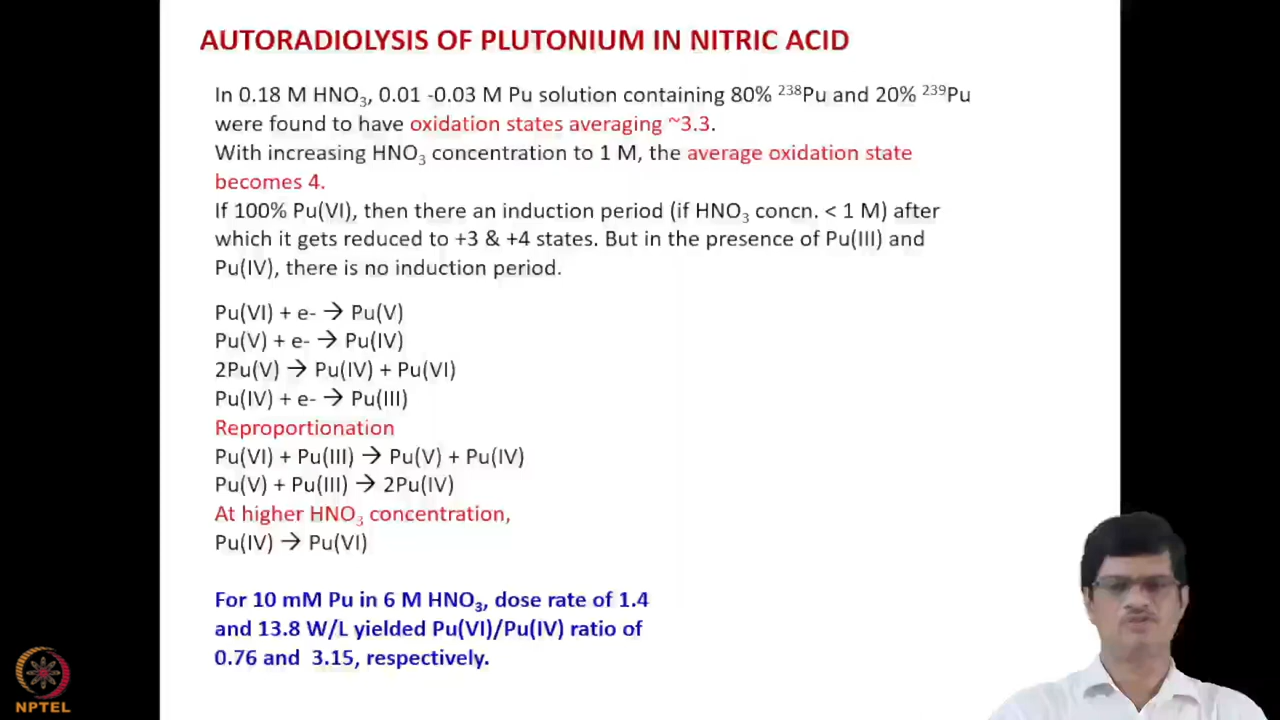 AUTORADIOLYSIS OF PLUTONIUM IN NITRIC ACID
In 0.18 M HNO₃, 0.01 -0.03 M Pu solution containing 80% ²³⁸Pu and 20% ²³⁹Pu
were found to have oxidation states averaging ~3.3.
With increasing HNO₃ concentration to 1 M, the average oxidation state
becomes 4.
If 100% Pu(VI), then there an induction period (if HNO₃ concn. < 1 M) after
which it gets reduced to +3 & +4 states. But in the presence of Pu(III) and
Pu(IV), there is no induction period.
Pu(VI) + e- → Pu(V)
Pu(V) + e- → Pu(IV)
2Pu(V) → Pu(IV) + Pu(VI)
Pu(IV) + e- → Pu(III)
Reproportionation
Pu(VI) + Pu(III) → Pu(V) + Pu(IV)
Pu(V) + Pu(III) → 2Pu(IV)
At higher HNO₃ concentration,
Pu(IV) → Pu(VI)
For 10 mM Pu in 6 M HNO₃, dose rate of 1.4
and 13.8 W/L yielded Pu(VI)/Pu(IV) ratio of
0.76 and 3.15, respectively.
NPTEL